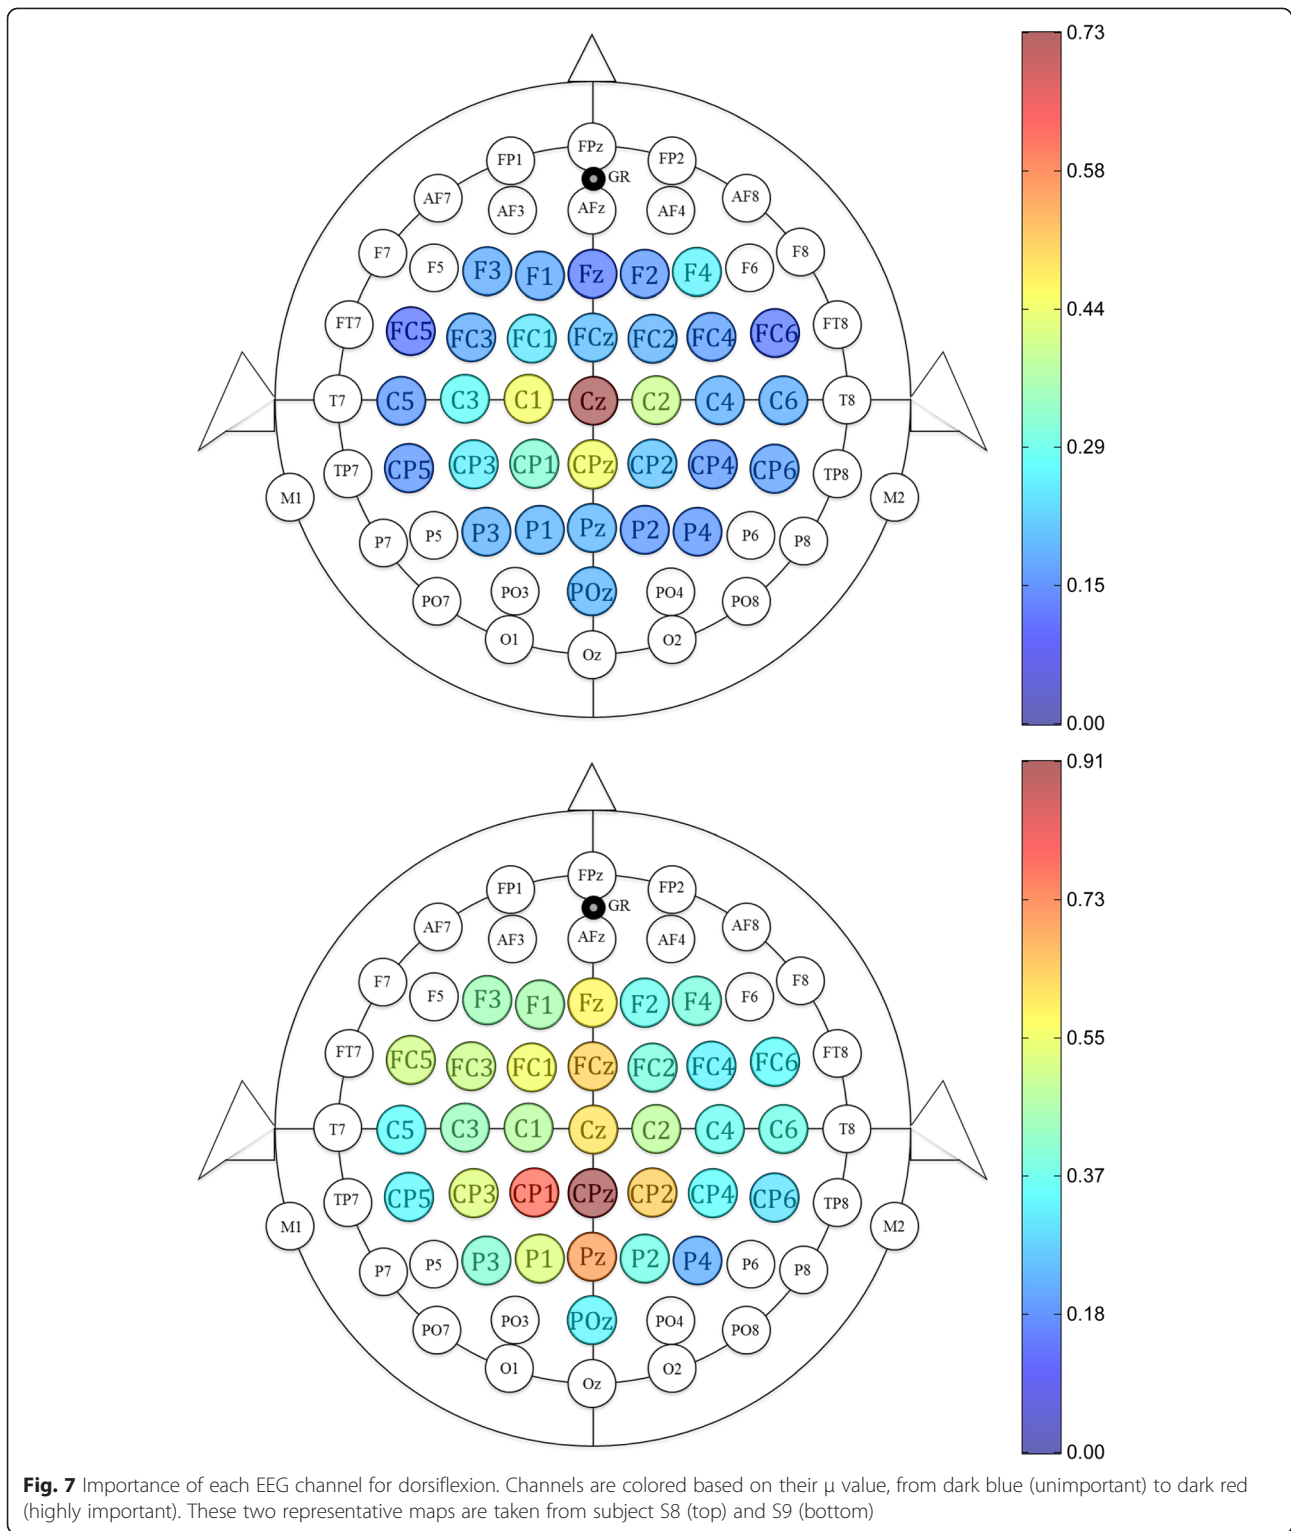 0.73
FPz
FP1 FP2
GR
AF7 AF8
AF3 AFz AF4
0.58
F7 F8
F5 F3 F1 Fz F2 F4 F6
0.44
FT7 FC5 FC3 FC1 FCz FC2 FC4 FC6 FT8
T7 C5 C3 C1 Cz C2 C4 C6 T8
0.29
TP7 CP5 CP3 CP1 CPz CP2 CP4 CP6 TP8
M1 M2
P7 P5 P3 P1 Pz P2 P4 P6 P8
0.15
PO7 PO3 POz PO4 PO8
O1 Oz O2
0.00
0.91
FPz
FP1 FP2
GR
AF7 AF8
AF3 AFz AF4
0.73
F7 F8
F5 F3 F1 Fz F2 F4 F6
0.55
FT7 FC5 FC3 FC1 FCz FC2 FC4 FC6 FT8
T7 C5 C3 C1 Cz C2 C4 C6 T8
0.37
TP7 CP5 CP3 CP1 CPz CP2 CP4 CP6 TP8
M1 M2
P7 P5 P3 P1 Pz P2 P4 P6 P8
0.18
PO7 PO3 POz PO4 PO8
O1 Oz O2
0.00
Fig. 7 Importance of each EEG channel for dorsiflexion. Channels are colored based on their μ value, from dark blue (unimportant) to dark red
(highly important). These two representative maps are taken from subject S8 (top) and S9 (bottom)